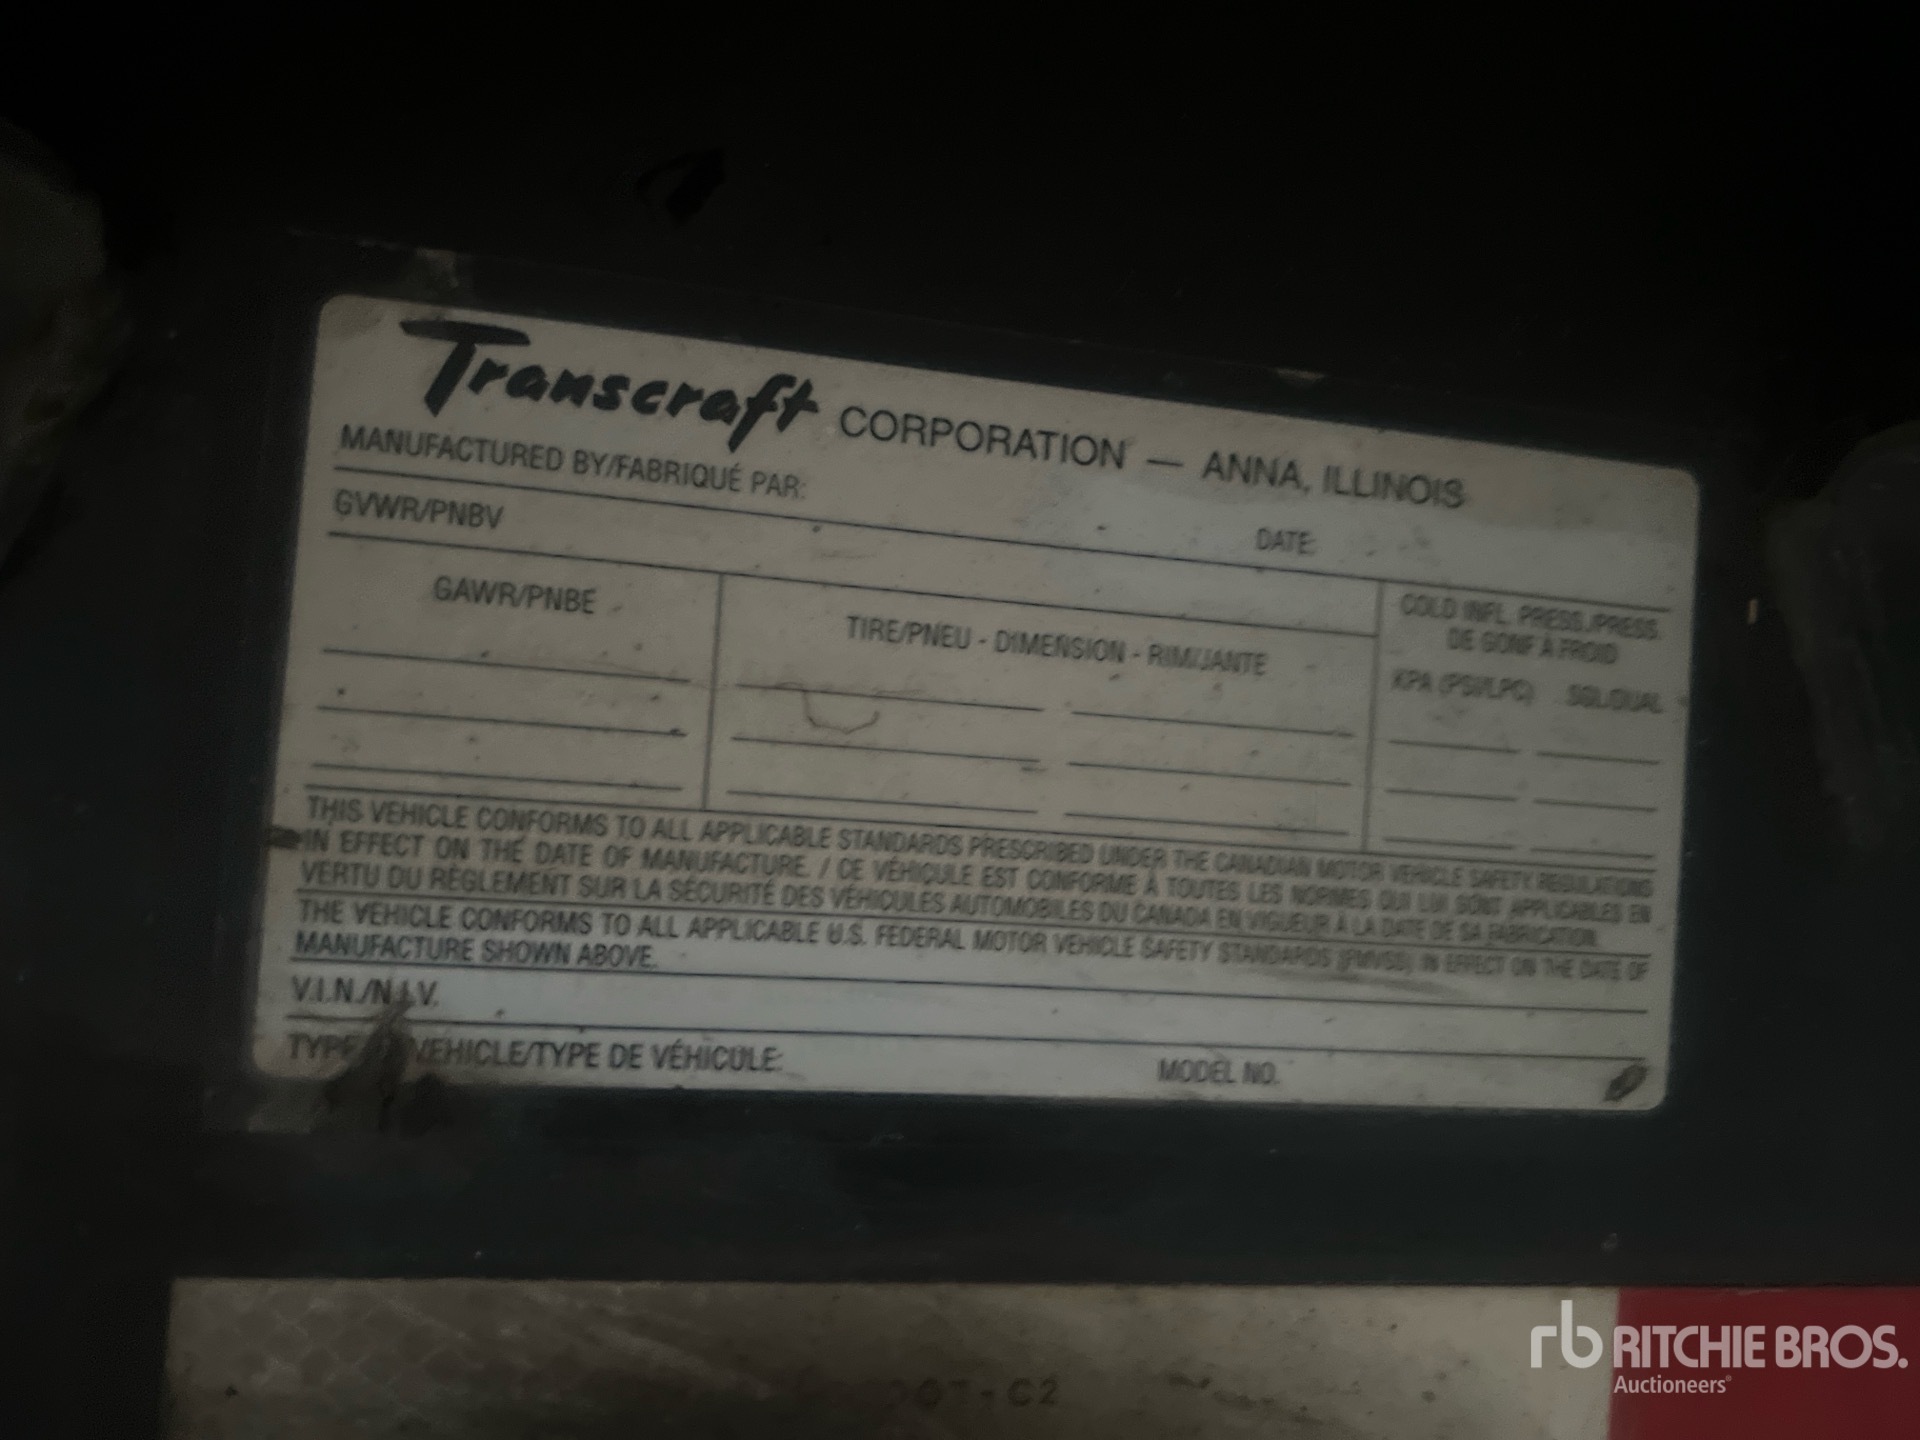 Transcraft CORPORATION — ANNA, ILLINOIS
MANUFACTURED BY/FABRIQUÉ PAR:
DATE:
GVWR/PNBV
GAWR/PNBE
TIRE/PNEU - DIMENSION - RIM/JANTE
COLD INFL. PRESS./PRESS.
DE GONF À FROID
KPA (PSI/LPC) SGL/DUAL
THIS VEHICLE CONFORMS TO ALL APPLICABLE STANDARDS PRESCRIBED UNDER THE CANADIAN MOTOR VEHICLE SAFETY REGULATIONS
IN EFFECT ON THE DATE OF MANUFACTURE. / CE VÉHICULE EST CONFORME À TOUTES LES NORMES QUI LUI SONT APPLICABLES EN
VERTU DU RÈGLEMENT SUR LA SÉCURITÉ DES VÉHICULES AUTOMOBILES DU CANADA EN VIGUEUR À LA DATE DE SA FABRICATION.
THE VEHICLE CONFORMS TO ALL APPLICABLE U.S. FEDERAL MOTOR VEHICLE SAFETY STANDARDS (FMVSS) IN EFFECT ON THE DATE OF
MANUFACTURE SHOWN ABOVE.
V.I.N./N.I.V.
TYPE VEHICLE/TYPE DE VÉHICULE:
MODEL NO.
DOT-C2
rb RITCHIE BROS.
Auctioneers®